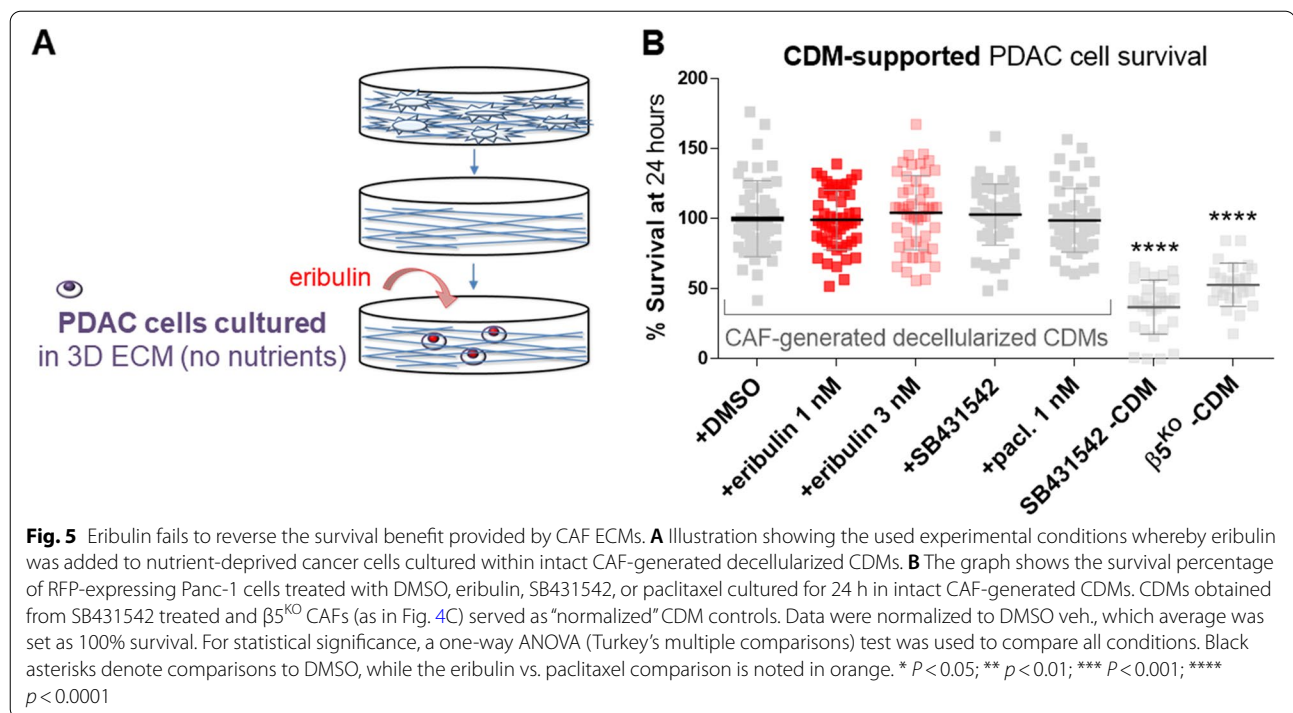 A
eribulin
PDAC cells cultured
in 3D ECM (no nutrients)
B
CDM-supported PDAC cell survival
% Survival at 24 hours
200
150
100
50
0
****
****
CAF-generated decellularized CDMs
+DMSO
+eribulin 1 nM
+eribulin 3 nM
+SB431542
+pacl. 1 nM
SB431542 -CDM
β5KO -CDM
Fig. 5 Eribulin fails to reverse the survival benefit provided by CAF ECMs. A Illustration showing the used experimental conditions whereby eribulin
was added to nutrient-deprived cancer cells cultured within intact CAF-generated decellularized CDMs. B The graph shows the survival percentage
of RFP-expressing Panc-1 cells treated with DMSO, eribulin, SB431542, or paclitaxel cultured for 24 h in intact CAF-generated CDMs. CDMs obtained
from SB431542 treated and β5KO CAFs (as in Fig. 4C) served as “normalized” CDM controls. Data were normalized to DMSO veh., which average was
set as 100% survival. For statistical significance, a one-way ANOVA (Turkey’s multiple comparisons) test was used to compare all conditions. Black
asterisks denote comparisons to DMSO, while the eribulin vs. paclitaxel comparison is noted in orange. * P < 0.05; ** p < 0.01; *** P < 0.001; ****
p < 0.0001